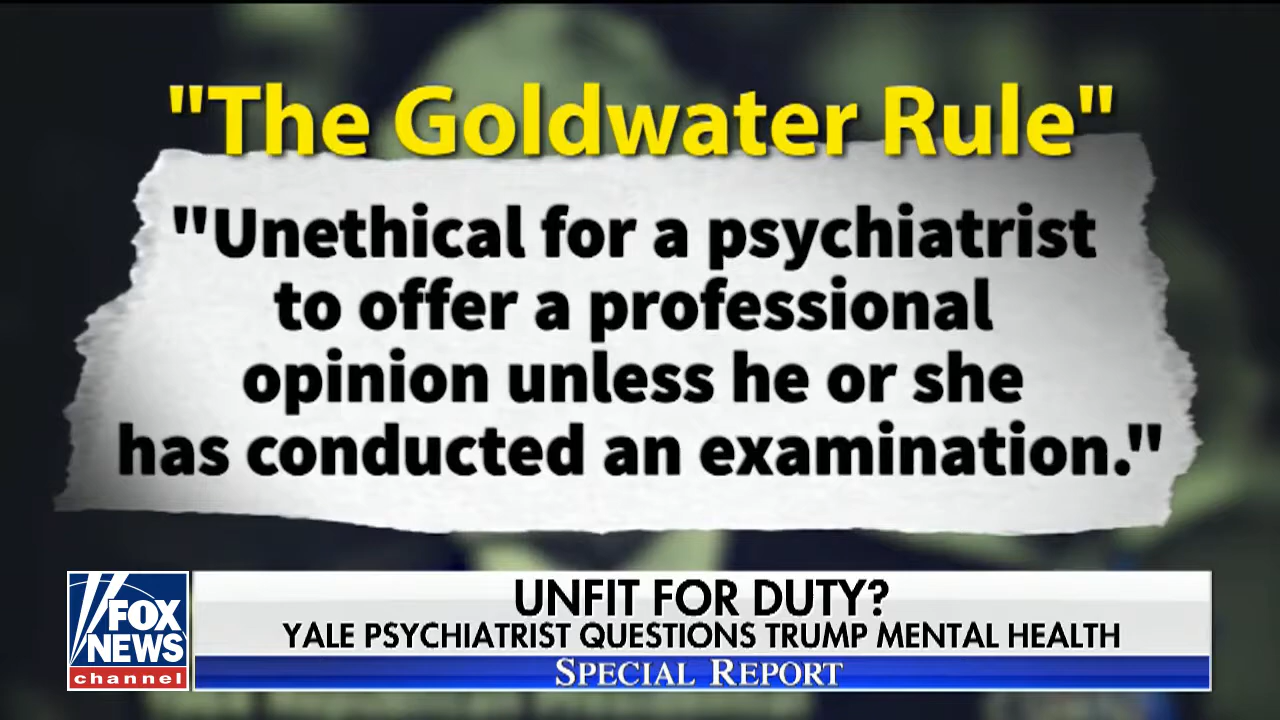 "The Goldwater Rule"
"Unethical for a psychiatrist
to offer a professional
opinion unless he or she
has conducted an examination."
UNFIT FOR DUTY?
YALE PSYCHIATRIST QUESTIONS TRUMP MENTAL HEALTH
SPECIAL REPORT
FOX
NEWS
channel